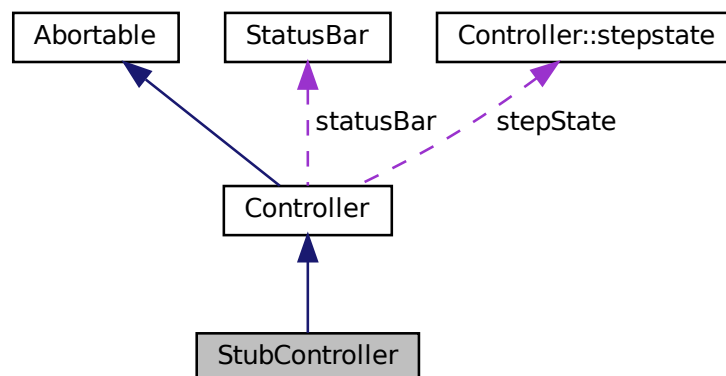 Abortable
StatusBar
Controller::stepstate
statusBar
stepState
Controller
StubController